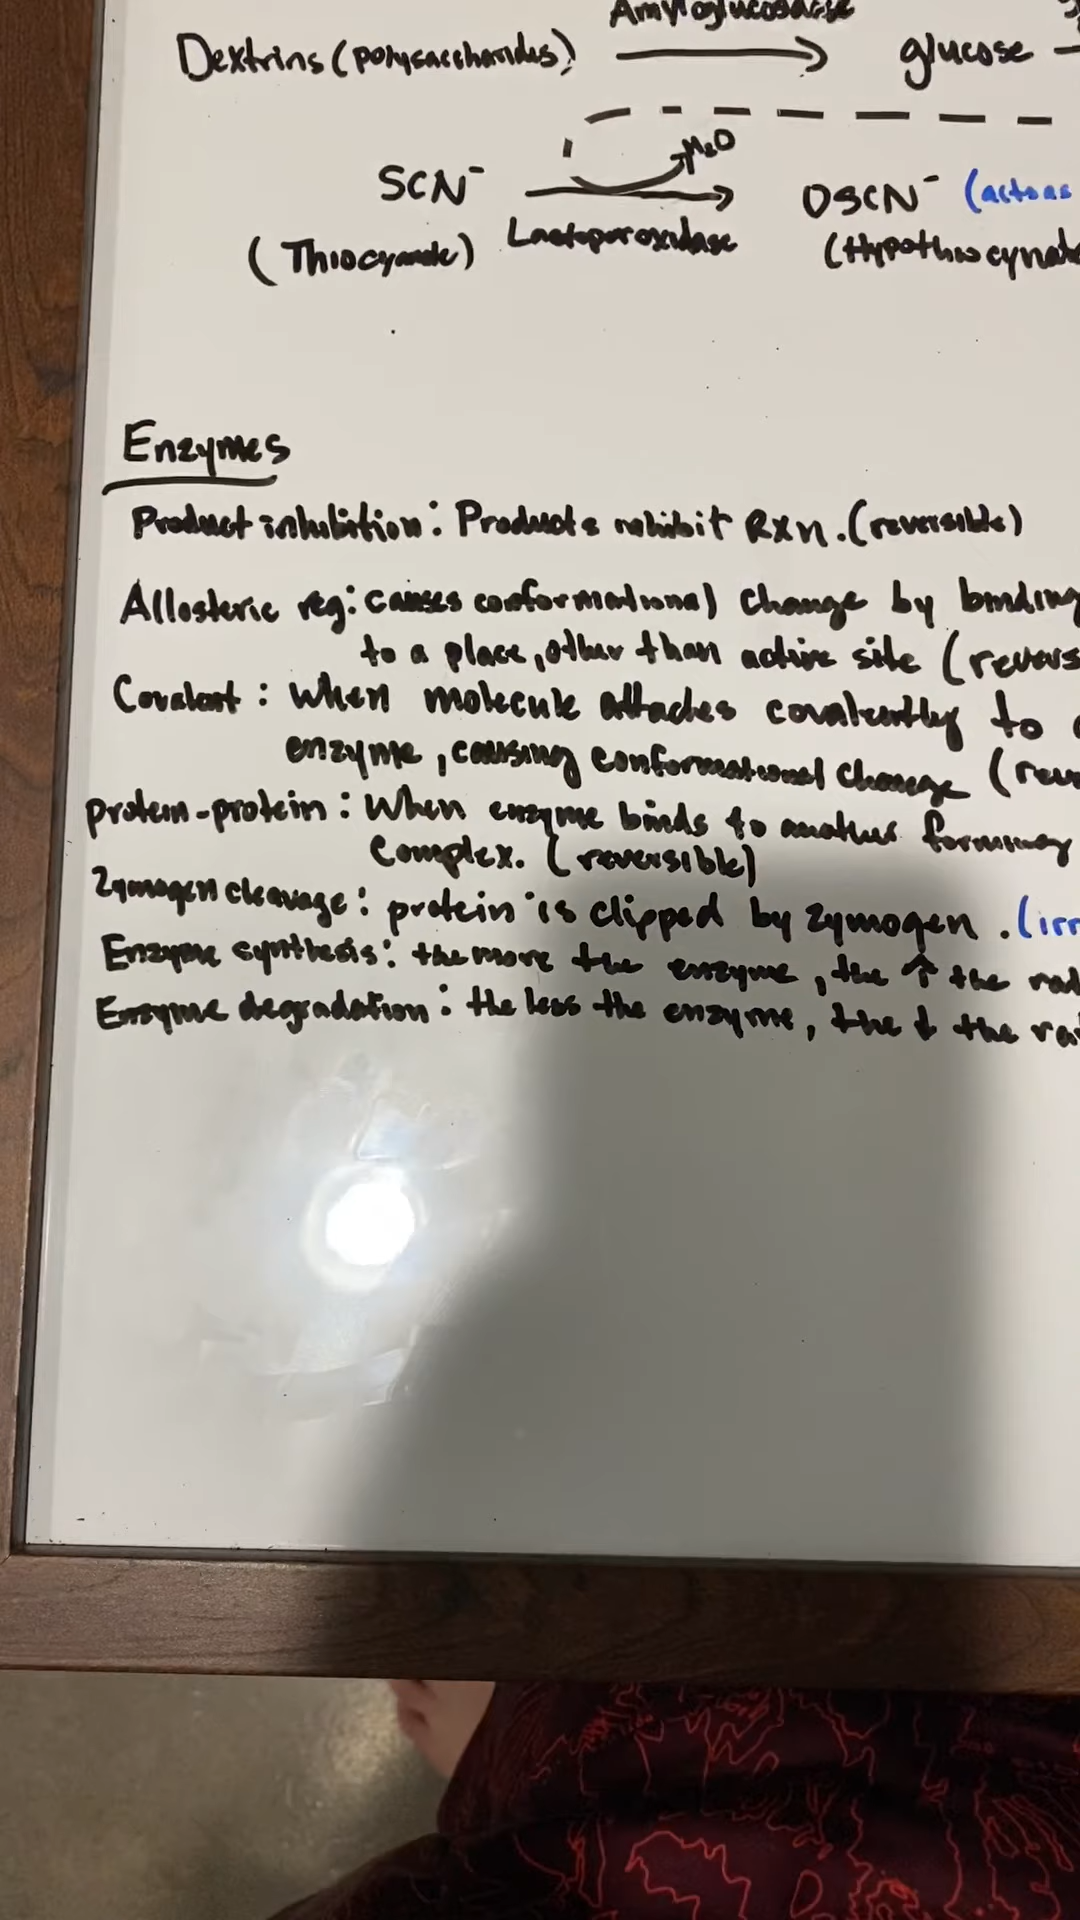 Amyloglucosidase
Dextrins (polysaccharides) glucose
H2O
SCN⁻ OSCN⁻ (act as
(Thiocyanate) Lactoperoxidase (Hypothiocynate
Enzymes
Product inhibition: Products inhibit Rxn. (reversible)
Allosteric reg: causes conformational change by binding
to a place, other than active site (revers
Covalent: When molecule attaches covalently to
enzyme, causing conformational change (reve
protein-protein: When enzyme binds to another forming
Complex. (reversible)
Zymogen cleavage: protein is clipped by zymogen. (irr
Enzyme synthesis: the more the enzyme, the ↑ the rat
Enzyme degradation: the less the enzyme, the ↓ the rat